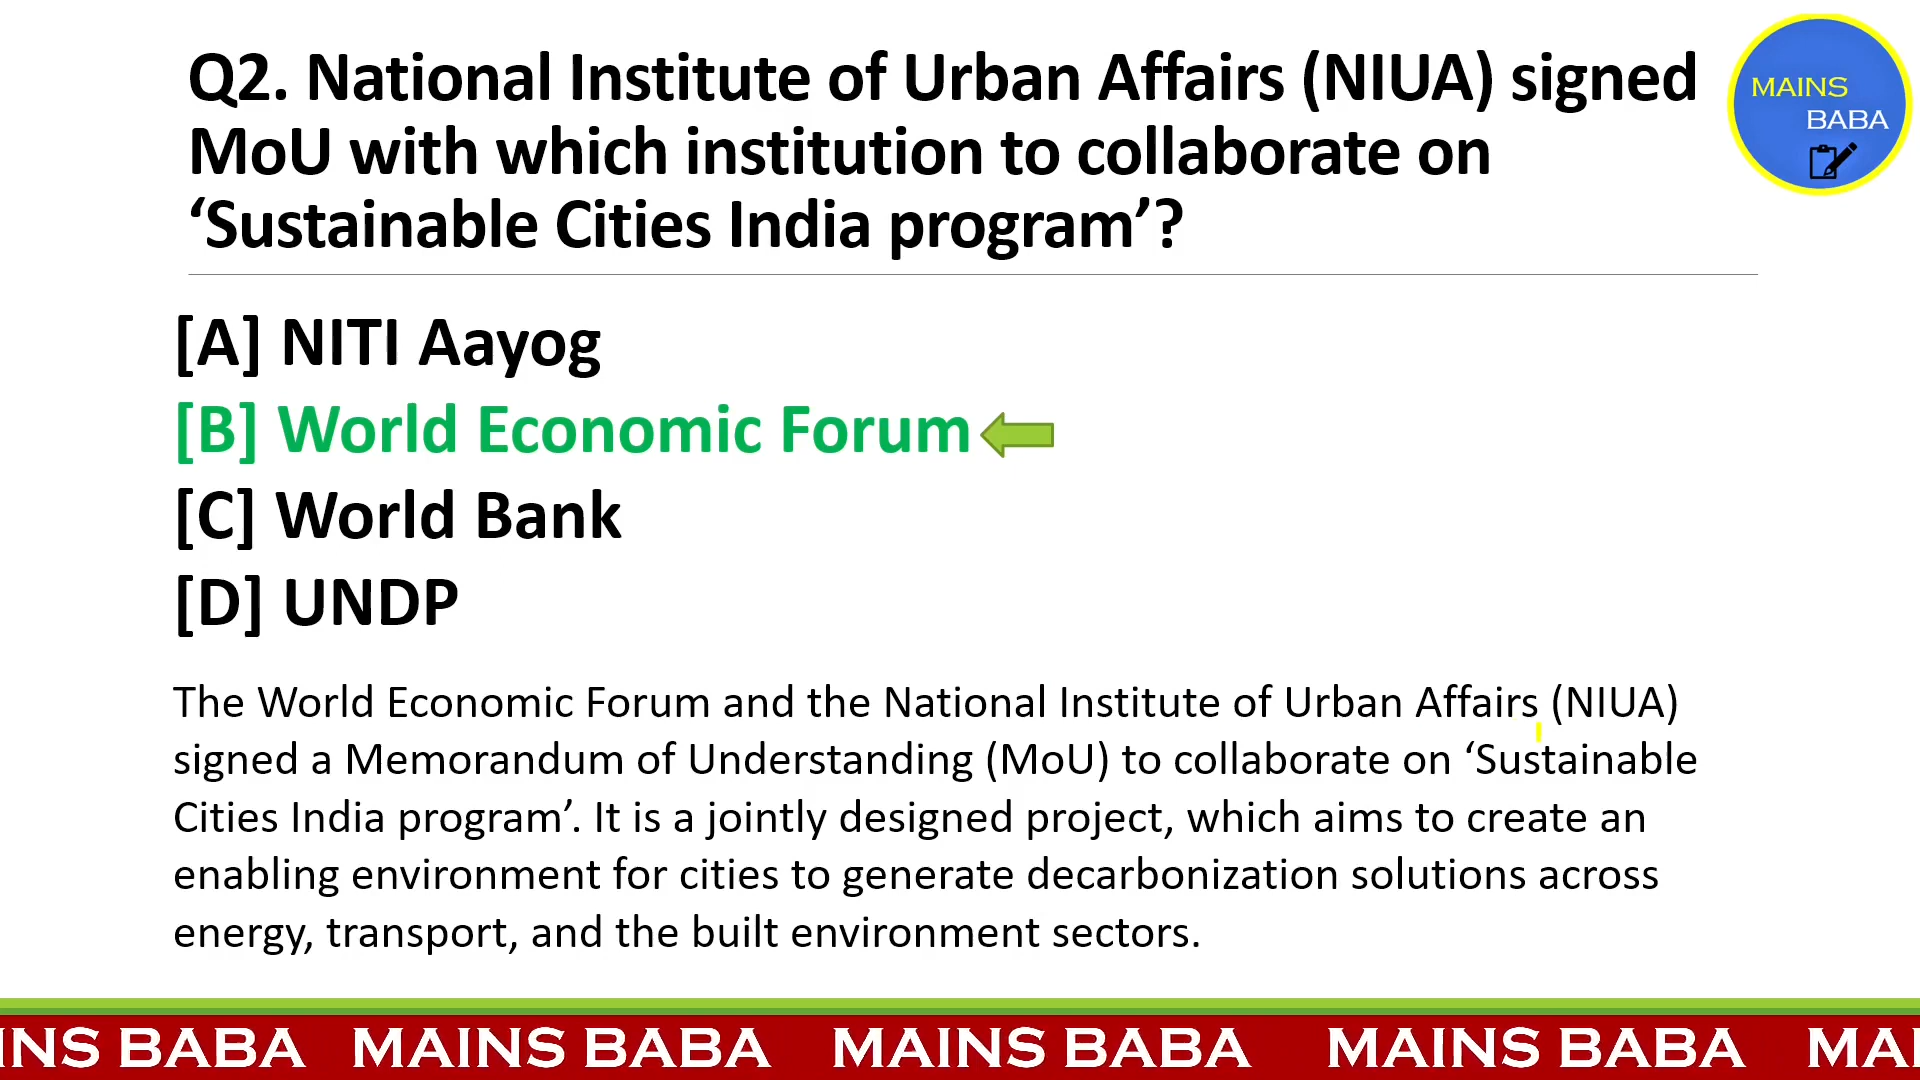 Q2. National Institute of Urban Affairs (NIUA) signed
MoU with which institution to collaborate on
‘Sustainable Cities India program’?
MAINS
BABA
[A] NITI Aayog
[B] World Economic Forum
[C] World Bank
[D] UNDP
The World Economic Forum and the National Institute of Urban Affairs (NIUA)
signed a Memorandum of Understanding (MoU) to collaborate on ‘Sustainable
Cities India program’. It is a jointly designed project, which aims to create an
enabling environment for cities to generate decarbonization solutions across
energy, transport, and the built environment sectors.
INS BABA MAINS BABA MAINS BABA MAINS BABA MAI